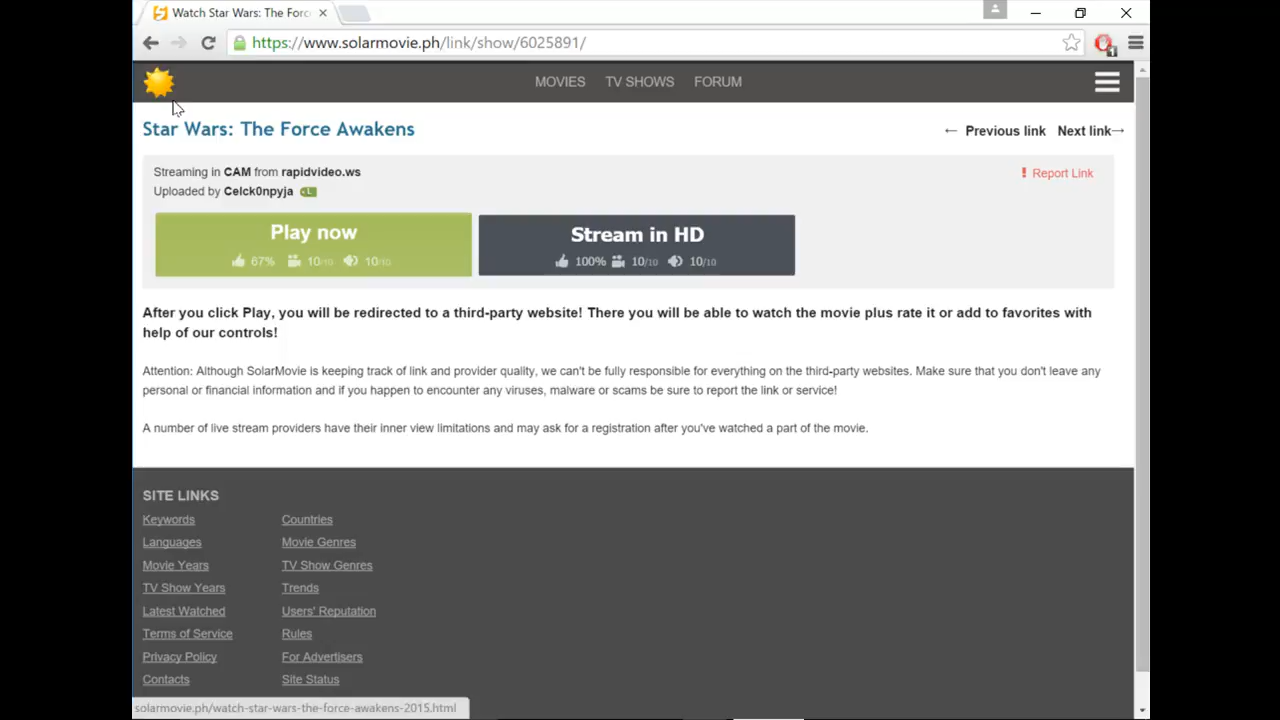 Watch Star Wars: The Forc
https://www.solarmovie.ph/link/show/6025891/
1
MOVIES TV SHOWS FORUM
Star Wars: The Force Awakens
← Previous link Next link→
Streaming in CAM from rapidvideo.ws
Report Link
Uploaded by Celck0npyja L
Play now
67% 10/10 10/10
Stream in HD
100% 10/10 10/10
After you click Play, you will be redirected to a third-party website! There you will be able to watch the movie plus rate it or add to favorites with
help of our controls!
Attention: Although SolarMovie is keeping track of link and provider quality, we can't be fully responsible for everything on the third-party websites. Make sure that you don't leave any
personal or financial information and if you happen to encounter any viruses, malware or scams be sure to report the link or service!
A number of live stream providers have their inner view limitations and may ask for a registration after you've watched a part of the movie.
SITE LINKS
Keywords Countries
Languages Movie Genres
Movie Years TV Show Genres
TV Show Years Trends
Latest Watched Users' Reputation
Terms of Service Rules
Privacy Policy For Advertisers
Contacts Site Status
solarmovie.ph/watch-star-wars-the-force-awakens-2015.html